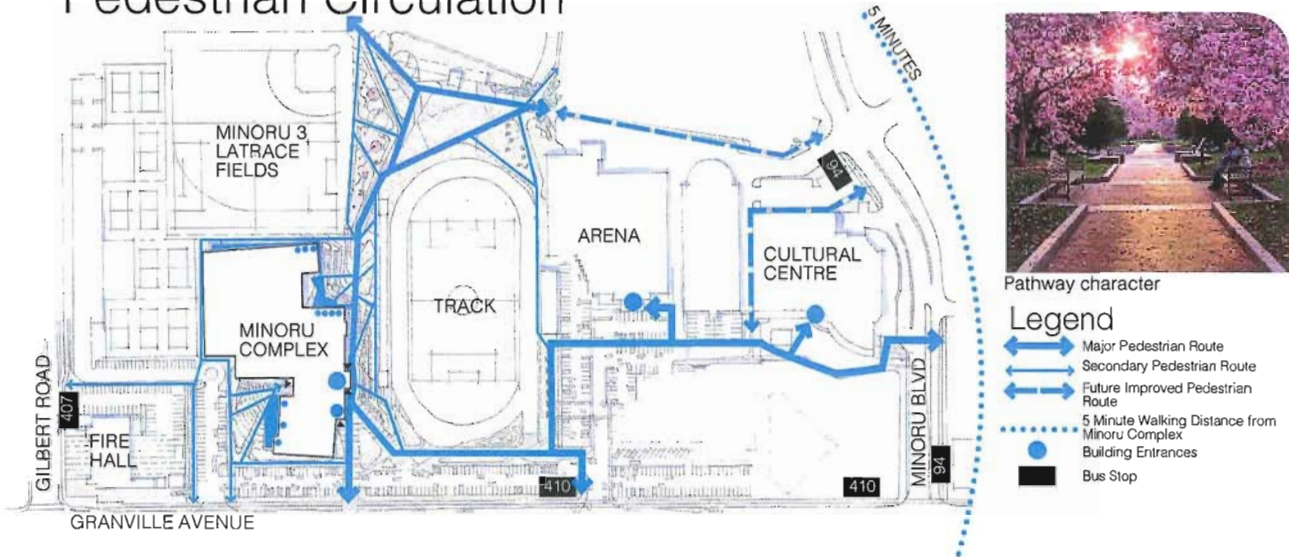 Pedestrian Circulation
5 MINUTES
MINORU 3
LATRACE
FIELDS
94
ARENA
CULTURAL
CENTRE
TRACK
MINORU
COMPLEX
GILBERT ROAD
407
FIRE
HALL
410
410
MINORU BLVD
94
GRANVILLE AVENUE
Pathway character
Legend
Major Pedestrian Route
Secondary Pedestrian Route
Future Improved Pedestrian
Route
5 Minute Walking Distance from
Minoru Complex
Building Entrances
Bus Stop